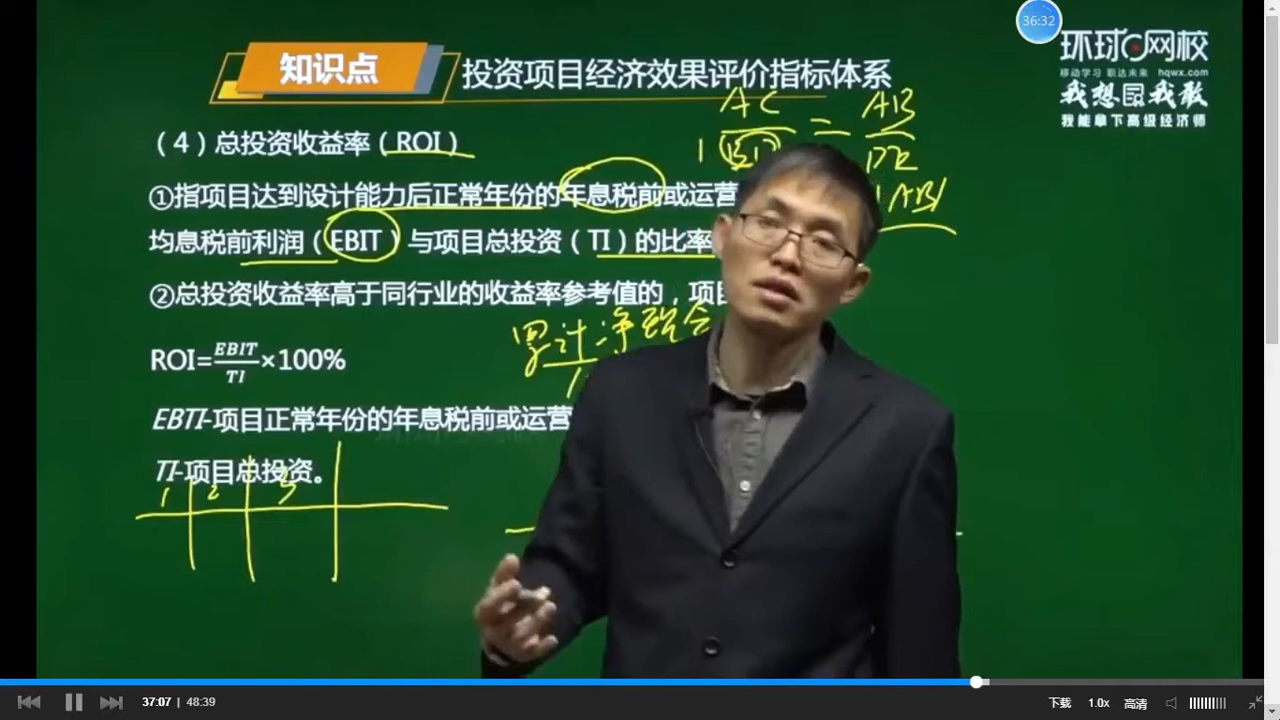 36:32
环球网校
移动学习 职达未来 hqwx.com
我想我敢
我能拿下高级经济师
知识点
投资项目经济效果评价指标体系
AC = AB
（4）总投资收益率（ROI）
①指项目达到设计能力后正常年份的年息税前或运营
均息税前利润（EBIT）与项目总投资（TI）的比率
②总投资收益率高于同行业的收益率参考值的，项
累计净现金
ROI=EBIT/TI×100%
EBTI-项目正常年份的年息税前或运营
TI-项目总投资。
1 2 3
37:07 | 48:39
下载 1.0x 高清